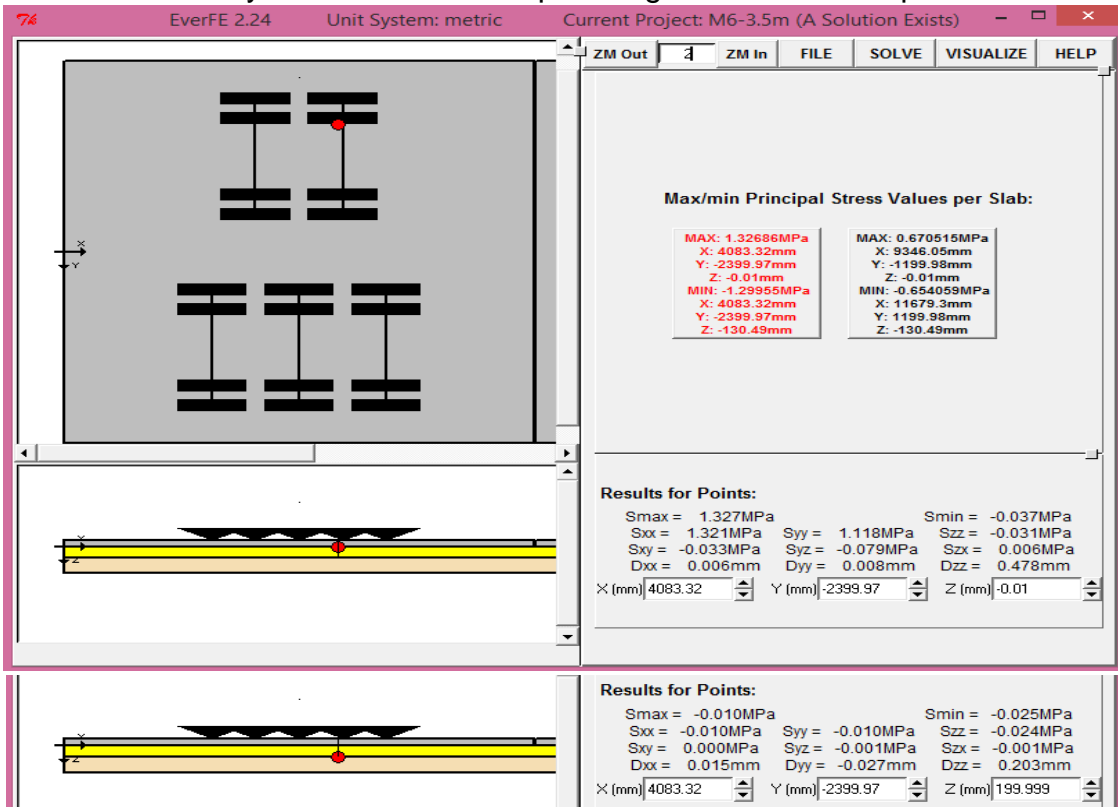 7k EverFE 2.24 Unit System: metric Current Project: M6-3.5m (A Solution Exists)
ZM Out 2 ZM In FILE SOLVE VISUALIZE HELP
X
Y
Max/min Principal Stress Values per Slab:
MAX: 1.32686MPa
X: 4083.32mm
Y: -2399.97mm
Z: -0.01mm
MIN: -1.29955MPa
X: 4083.32mm
Y: -2399.97mm
Z: -130.49mm
MAX: 0.670515MPa
X: 9346.05mm
Y: -1199.98mm
Z: -0.01mm
MIN: -0.654059MPa
X: 11679.3mm
Y: 1199.98mm
Z: -130.49mm
X
Z
Results for Points:
Smax = 1.327MPa Smin = -0.037MPa
Sxx = 1.321MPa Syy = 1.118MPa Szz = -0.031MPa
Sxy = -0.033MPa Syz = -0.079MPa Szx = 0.006MPa
Dxx = 0.006mm Dyy = 0.008mm Dzz = 0.478mm
X (mm) 4083.32 Y (mm) -2399.97 Z (mm) -0.01
X
Z
Results for Points:
Smax = -0.010MPa Smin = -0.025MPa
Sxx = -0.010MPa Syy = -0.010MPa Szz = -0.024MPa
Sxy = 0.000MPa Syz = -0.001MPa Szx = -0.001MPa
Dxx = 0.015mm Dyy = -0.027mm Dzz = 0.203mm
X (mm) 4083.32 Y (mm) -2399.97 Z (mm) 199.999